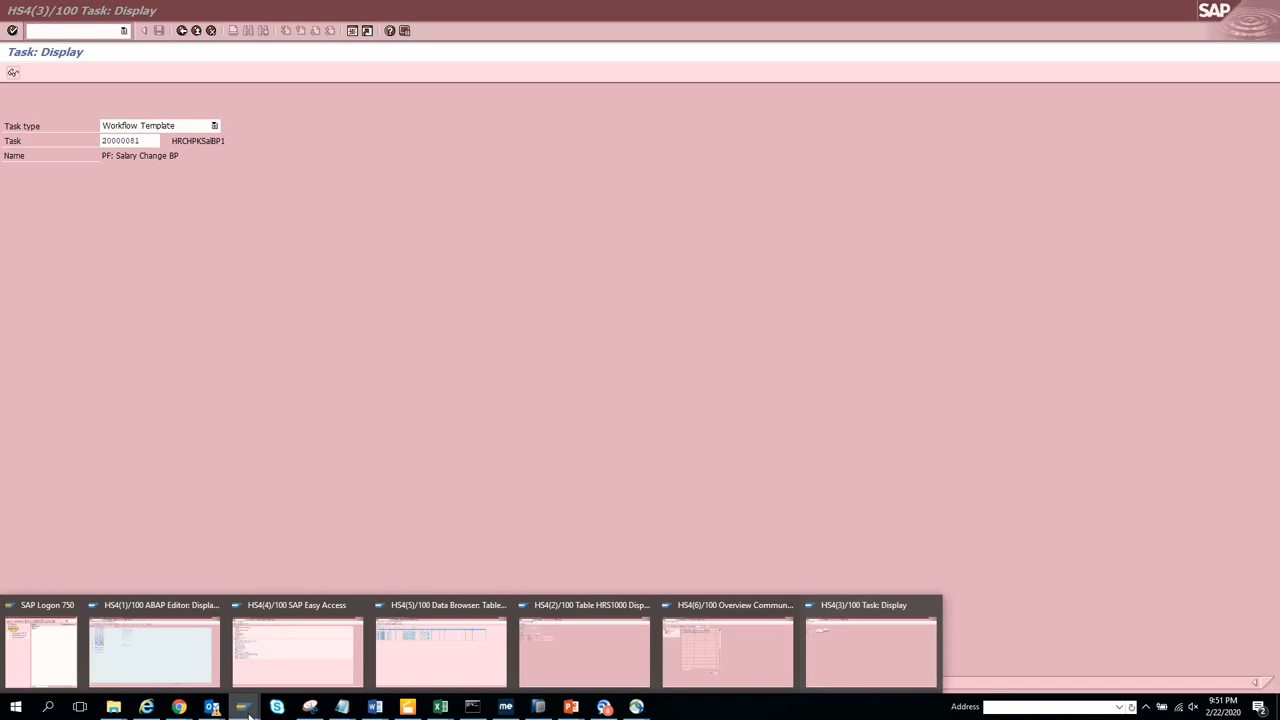 HS4(3)/100 Task: Display
SAP
Task: Display
Task type Workflow Template
Task 20000081 HRCHPKSalBP1
Name PF: Salary Change BP
SAP Logon 750
HS4(1)/100 ABAP Editor: Displa...
HS4(4)/100 SAP Easy Access
HS4(5)/100 Data Browser: Table...
HS4(2)/100 Table HRS1000 Disp...
HS4(6)/100 Overview Commun...
HS4(3)/100 Task: Display
Address
9:51 PM
2/22/2020